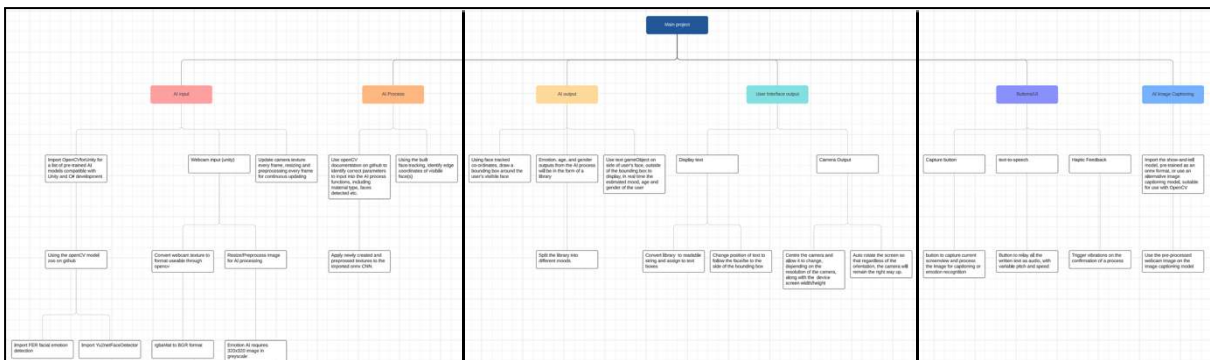 Main project
AI input
AI Process
AI output
User Interface output
Buttons/UI
AI Image Captioning
Import OpenCVforUnity for
a list of pre-trained AI
models compatible with
Unity and C# development
Webcam input (unity)
Update camera texture
every frame, resizing and
preprocessing every frame for
continuous updating
Use openCV
documentation on github to
identify correct parameters
to input into the AI process
functions, including
material type, faces
detected etc.
Using the built
face-tracking, identify edge
coordinates of visible
face(s)
Using face tracked
co-ordinates, draw a
bounding box around the
user's visible face
Emotion, age, and gender
outputs from the AI process
will be in the form of a
library
Use text gameObject on
side of user's face, outside
of the bounding box to
display, in real time the
estimated mood, age and
gender of the user
Display text
Camera Output
Capture button
text-to-speech
Haptic Feedback
Import the show-and-tell
model, pre-trained as an
onnx format, or use an
alternative image
captioning model, suitable
for use with OpenCV
Using the openCV model
zoo on github
Convert webcam texture to
format useable through
opencv
Resize/Preprocess image
for AI processing
Apply newly created and
preprocessed textures to the
imported onnx CNN
Split the library into
different moods
Convert library to readable
string and assign to text
boxes
Change position of text to
follow the face/be to the
side of the bounding box
Centre the camera and
allow it to change,
depending on the
resolution of the camera,
along with the device
screen width/height
Auto rotate the screen so
that regardless of the
orientation, the camera will
remain the right way up.
button to capture current
screenview and process
the image for captioning or
emotion recognition
Button to relay all the
written text as audio, with
variable pitch and speed
Trigger vibrations on the
confirmation of a process
Use the pre-processed
webcam image on the
image captioning model
Import FER facial emotion
detection
Import YuNetFaceDetector
rgbaMat to BGR format
Emotion AI requires
320x320 image in
greyscale